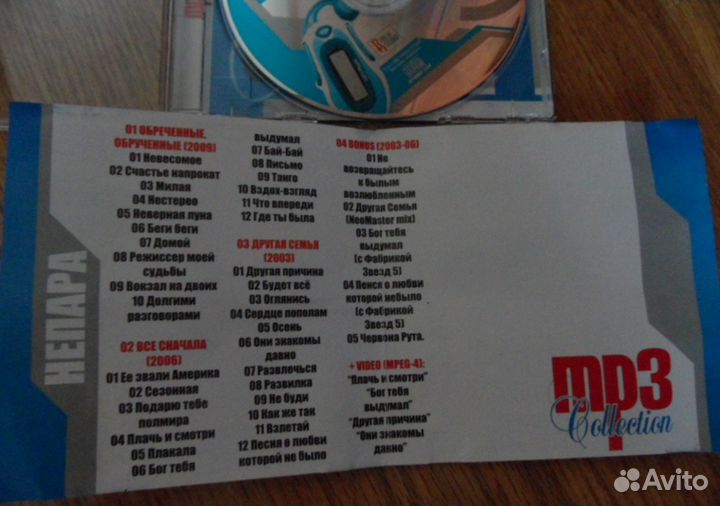 НЕПАРА
01 ОБРЕЧЕННЫЕ,
ОБРУЧЕННЫЕ (2009)
01 Невесомое
02 Счастье напрокат
03 Милая
04 Нестерео
05 Неверная луна
06 Беги беги
07 Домой
08 Режиссер моей
судьбы
09 Вокзал на двоих
10 Долгими
разговорами
02 ВСЕ СНАЧАЛА
(2006)
01 Ее звали Америка
02 Сезонная
03 Подарю тебе
полмира
04 Плачь и смотри
05 Плакала
06 Бог тебя
выдумал
07 Бай-Бай
08 Письмо
09 Танго
10 Вздох-взгляд
11 Что впереди
12 Где ты была
03 ДРУГАЯ СЕМЬЯ
(2003)
01 Другая причина
02 Будет всё
03 Оглянись
04 Сердце пополам
05 Осень
06 Они знакомы
давно
07 Развлечься
08 Развилка
09 Не буди
10 Как же так
11 Взлетай
12 Песня о любви
которой не было
04 BONUS (2003-06)
01 Не
возвращайтесь
к былым
возлюбленным
02 Другая Семья
(NeoMaster mix)
03 Бог тебя
выдумал
(с Фабрикой
Звезд 5)
04 Пенся о любви
которой небыло
(с Фабрикой
Звезд 5)
05 Червона Рута.
+ VIDEO (MPEG-4):
"Плачь и смотри"
"Бог тебя
выдумал"
"Другая причина"
"Они знакомы
давно"
mp3
Collection
Avito